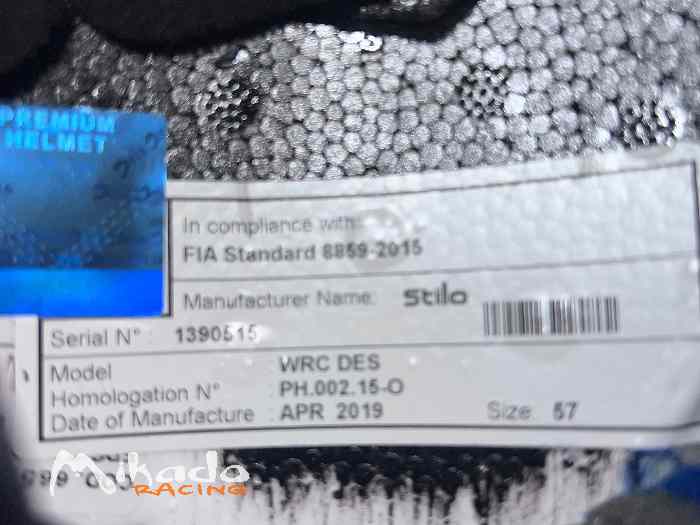 PREMIUM
HELMET
In compliance with
FIA Standard 8859-2015
Manufacturer Name: Stilo
Serial N° : 1390515
Model WRC DES
Homologation N° : PH.002.15-O
Date of Manufacture : APR 2019 Size: 57
Mikado
RACING